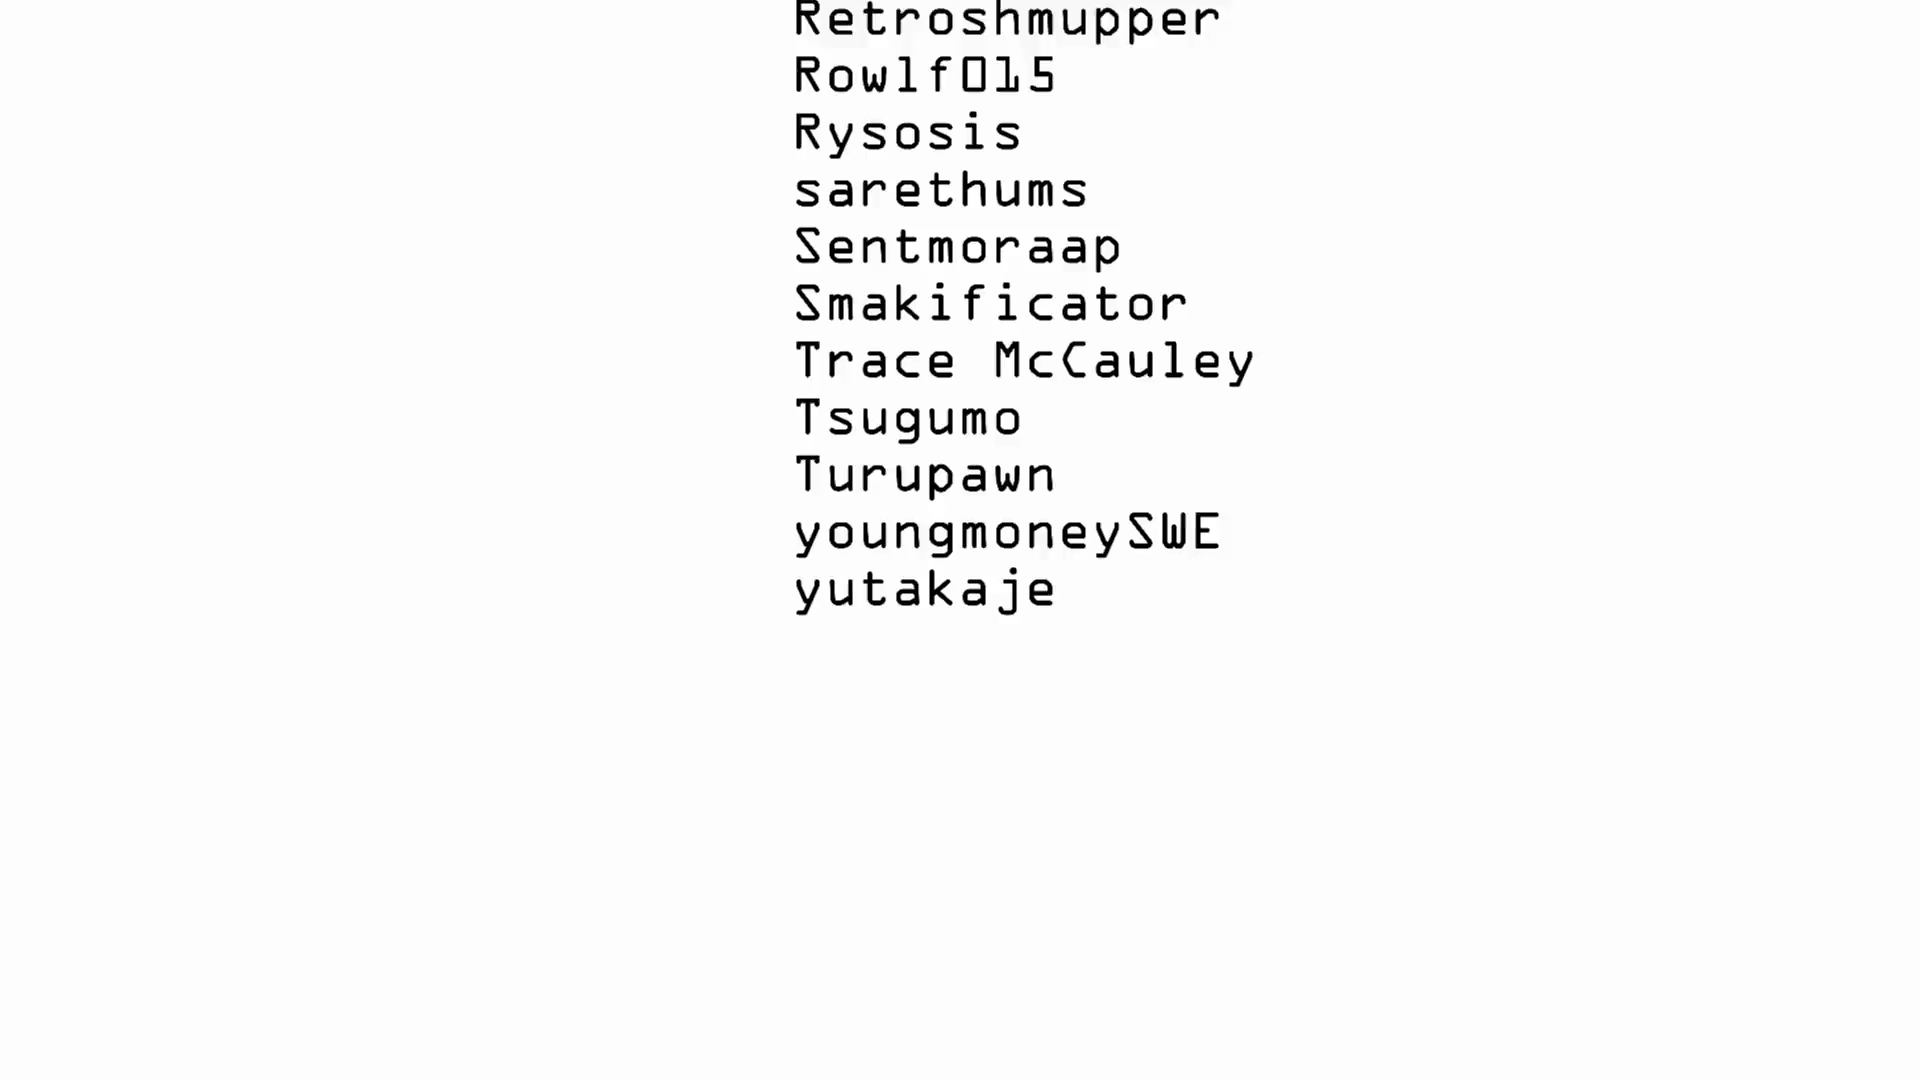 Retroshmupper
Rowlf015
Rysosis
sarethums
Sentmoraap
Smakificator
Trace McCauley
Tsugumo
Turupawn
youngmoneySWE
yutakaje